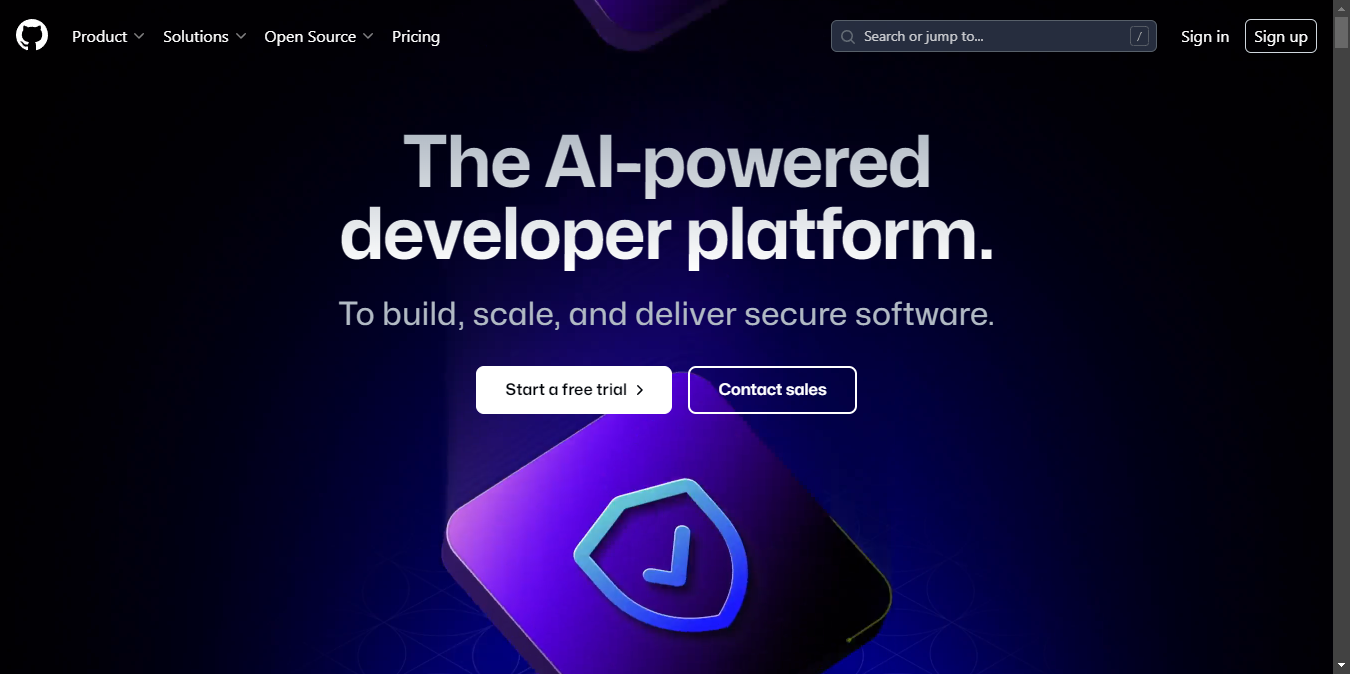 Product Solutions Open Source Pricing Search or jump to... / Sign in Sign up
The AI-powered
developer platform.
To build, scale, and deliver secure software.
Start a free trial Contact sales